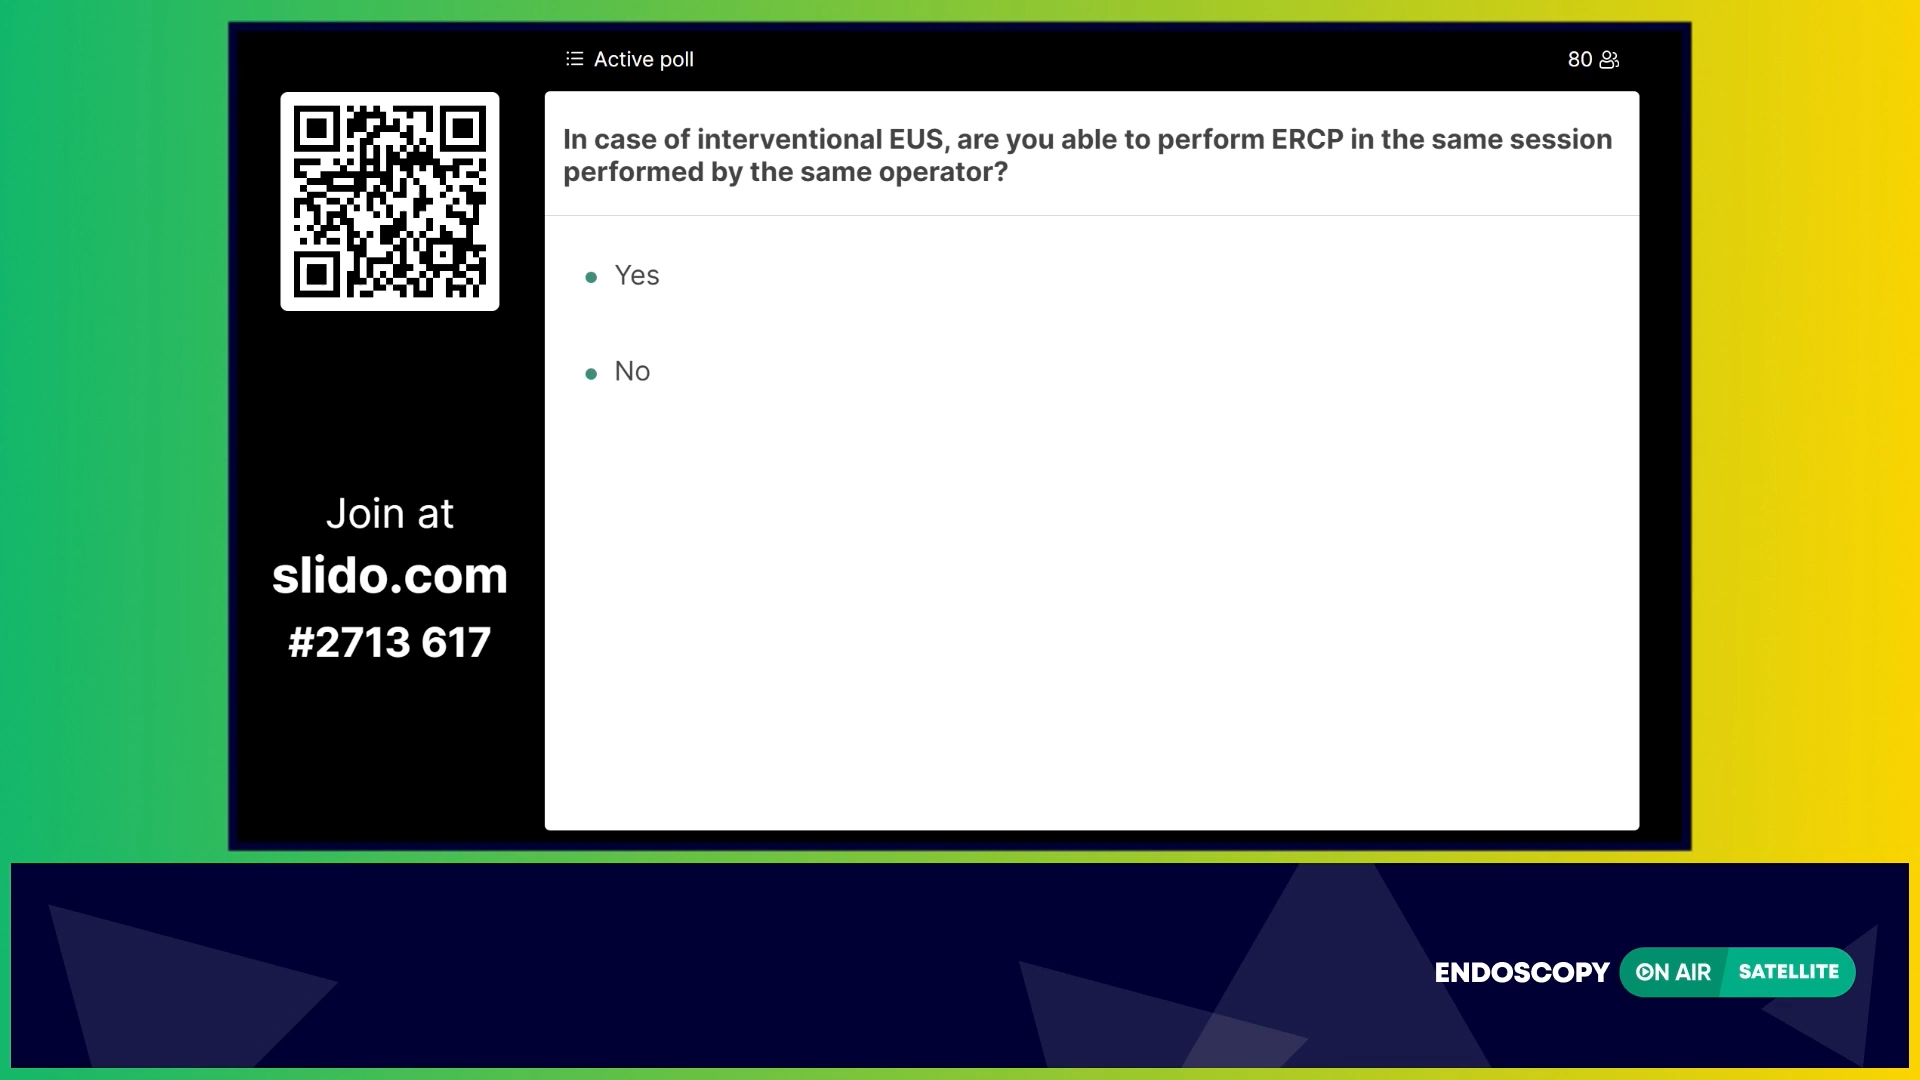 Active poll
80
In case of interventional EUS, are you able to perform ERCP in the same session
performed by the same operator?
Yes
No
Join at
slido.com
#2713 617
ENDOSCOPY ON AIR SATELLITE